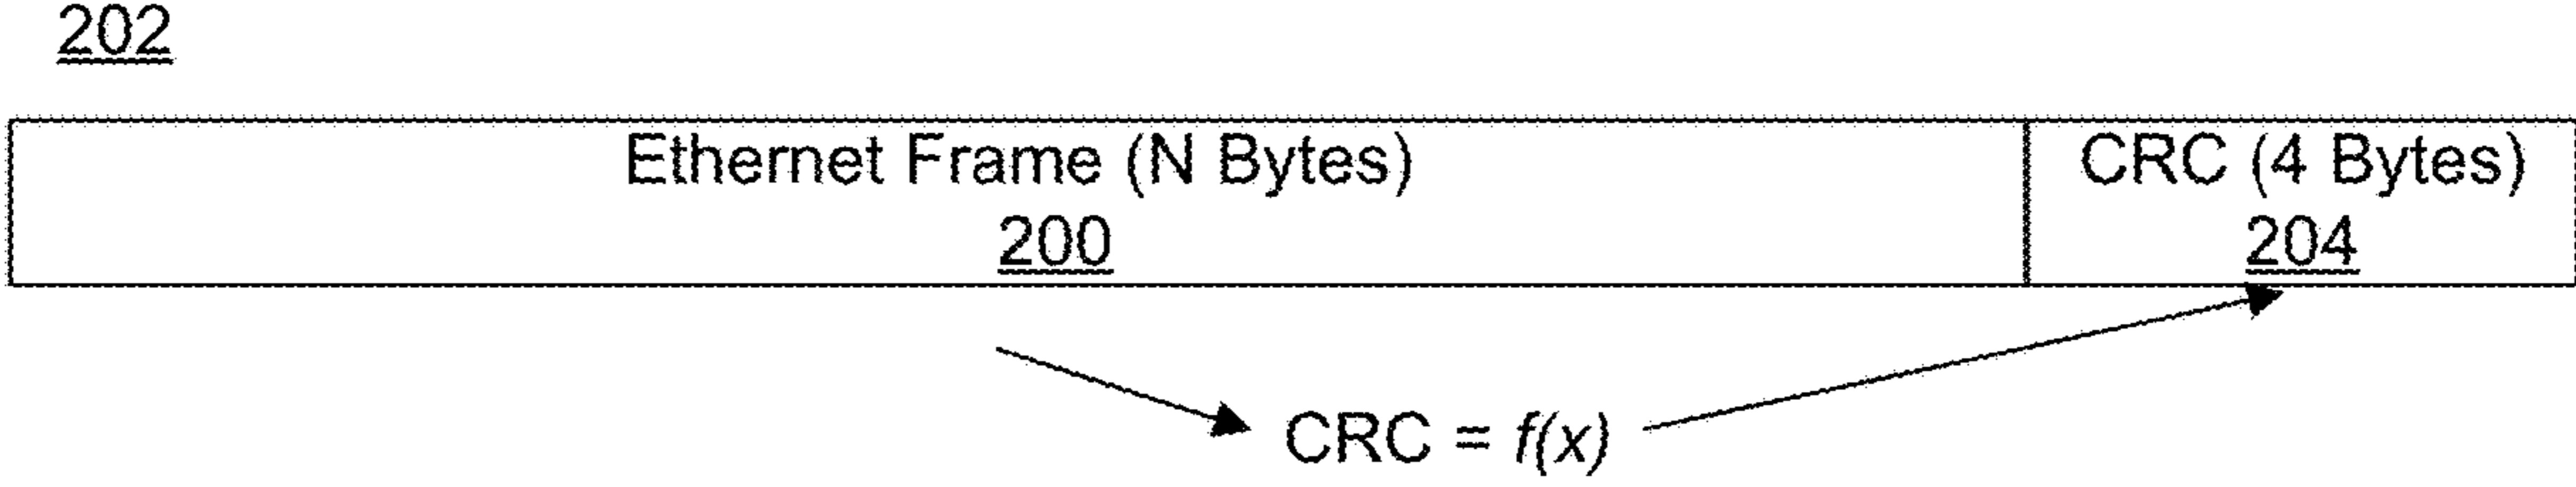 202
Ethernet Frame (N Bytes)
200
CRC (4 Bytes)
204
CRC = f(x)